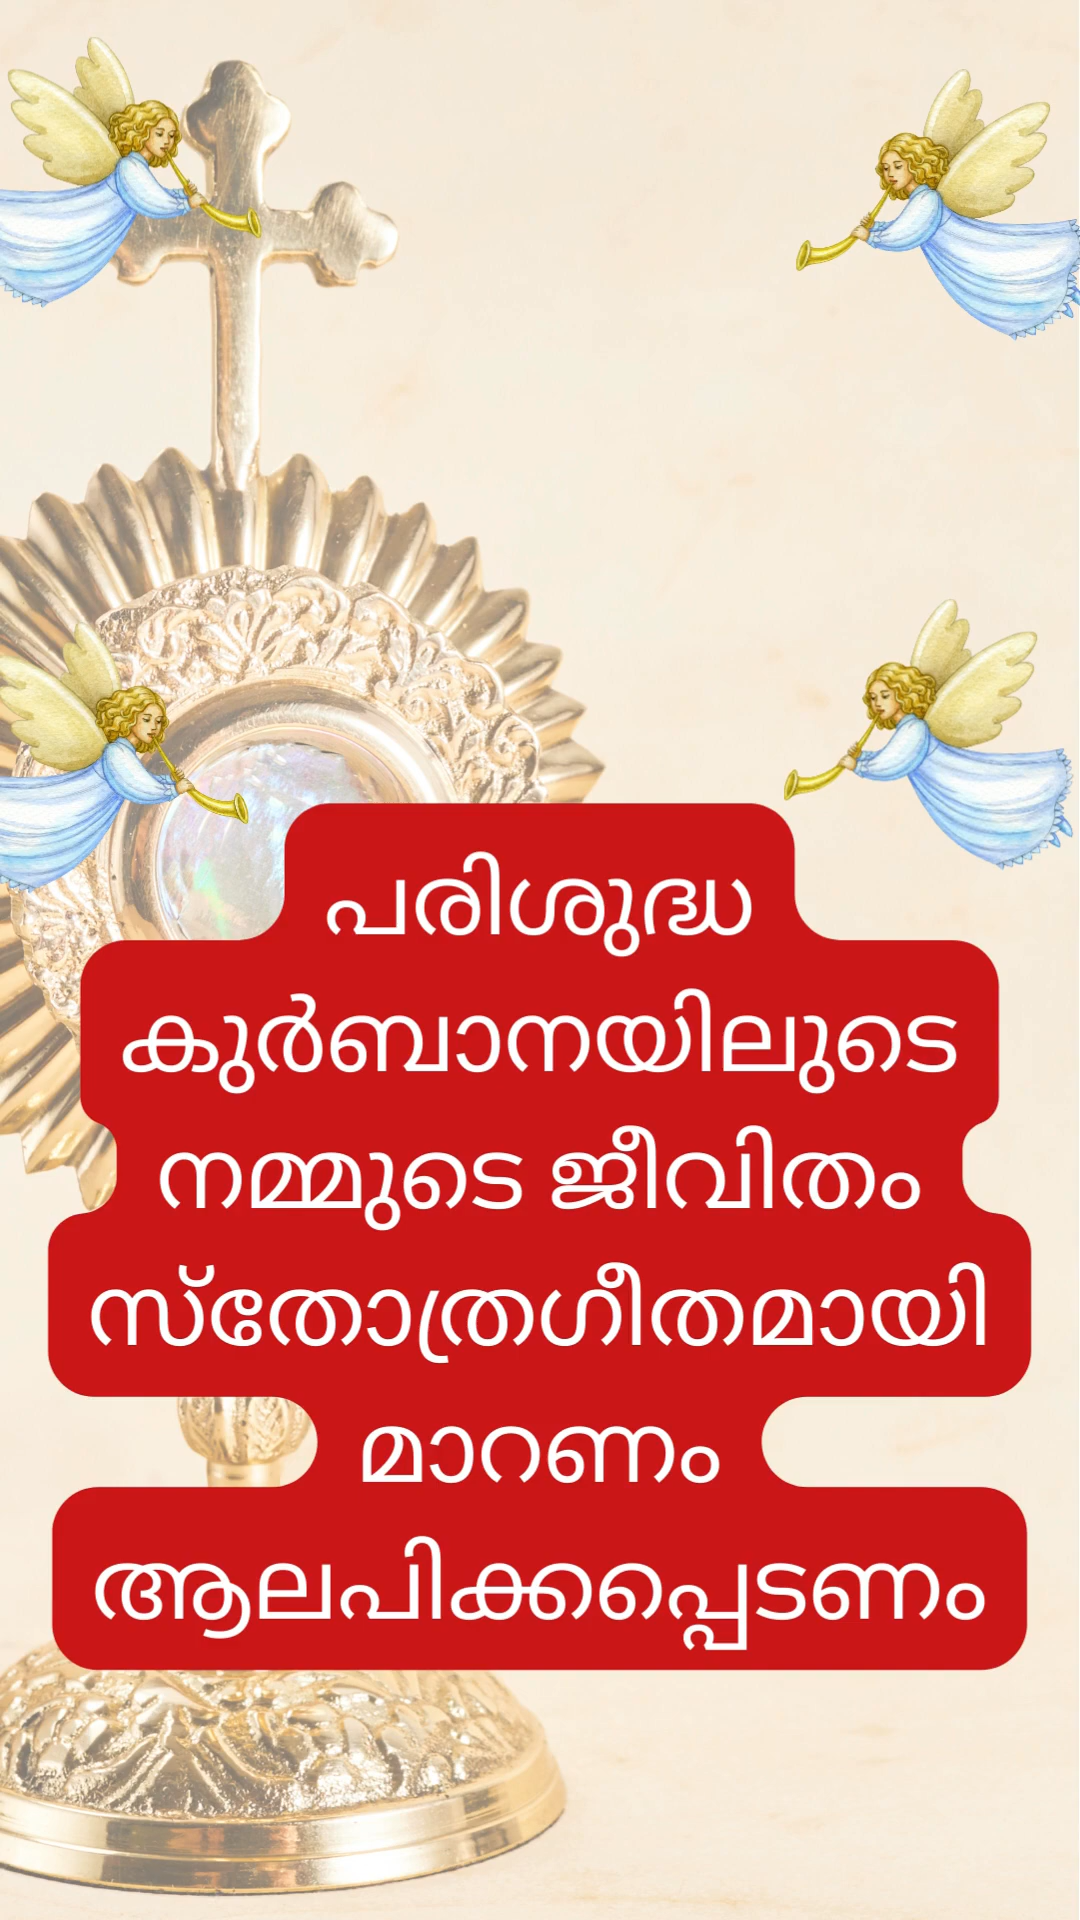 പരിശുദ്ധ
കുർബാനയിലുടെ
നമ്മുടെ ജീവിതം
സ്തോത്രഗീതമായി
മാറണം
ആലപിക്കപ്പെടണം